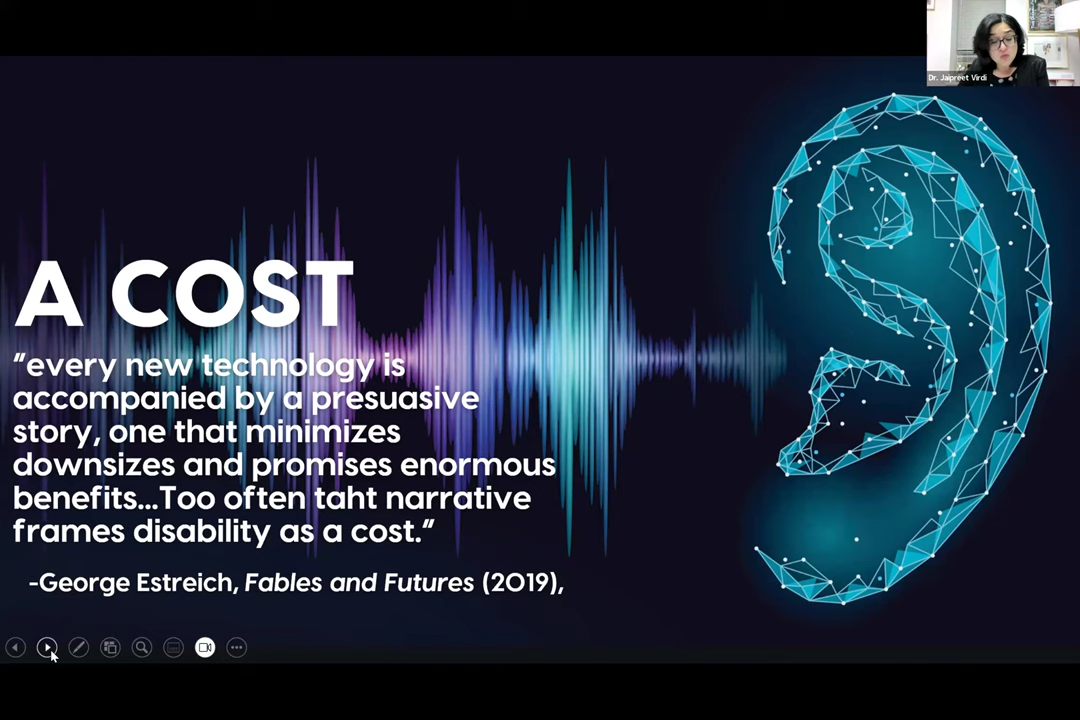 Dr. Jaipreet Virdi
A COST
"every new technology is
accompanied by a presuasive
story, one that minimizes
downsizes and promises enormous
benefits...Too often taht narrative
frames disability as a cost."
-George Estreich, Fables and Futures (2019),